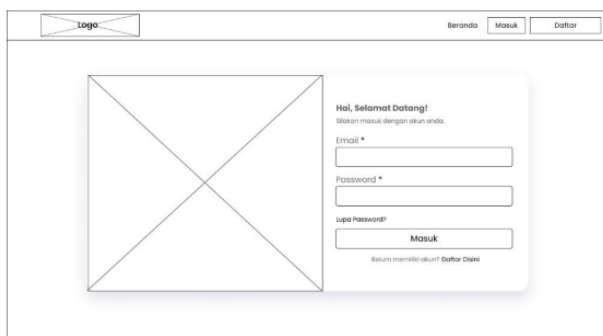 Logo
Beranda Masuk Daftar
Hai, Selamat Datang!
Silakan masuk dengan akun anda.
Email *
Password *
Lupa Password?
Masuk
Belum memiliki akun? Daftar Disini